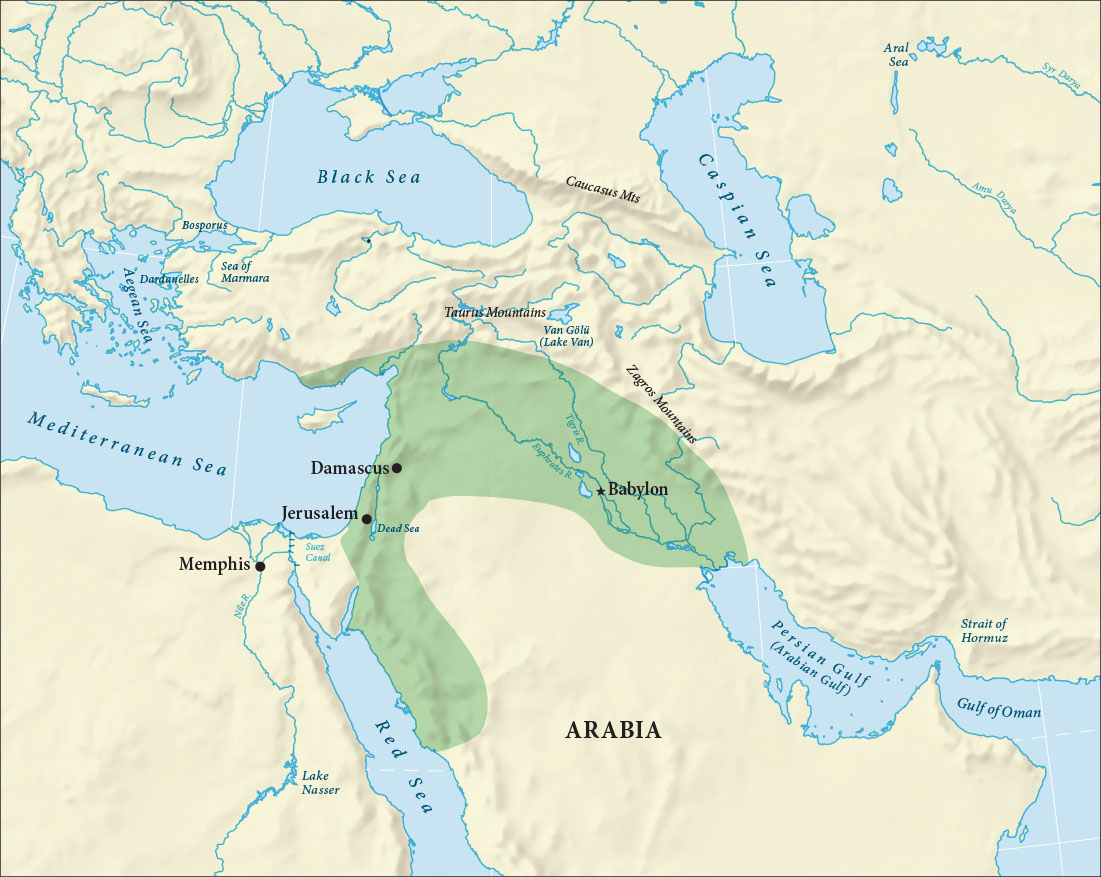 Aral
Sea
Syr Darya
Black Sea
Caspian Sea
Caucasus Mts
Amu Darya
Bosporus
Sea of
Marmara
Dardanelles
Aegean Sea
Taurus Mountains
Van Gölü
(Lake Van)
Zagros Mountains
Mediterranean Sea
Tigris R.
Euphrates R.
Damascus
Babylon
Jerusalem
Dead Sea
Suez
Canal
Memphis
Nile R.
Persian Gulf
(Arabian Gulf)
Strait of
Hormuz
Gulf of Oman
ARABIA
Red Sea
Lake
Nasser